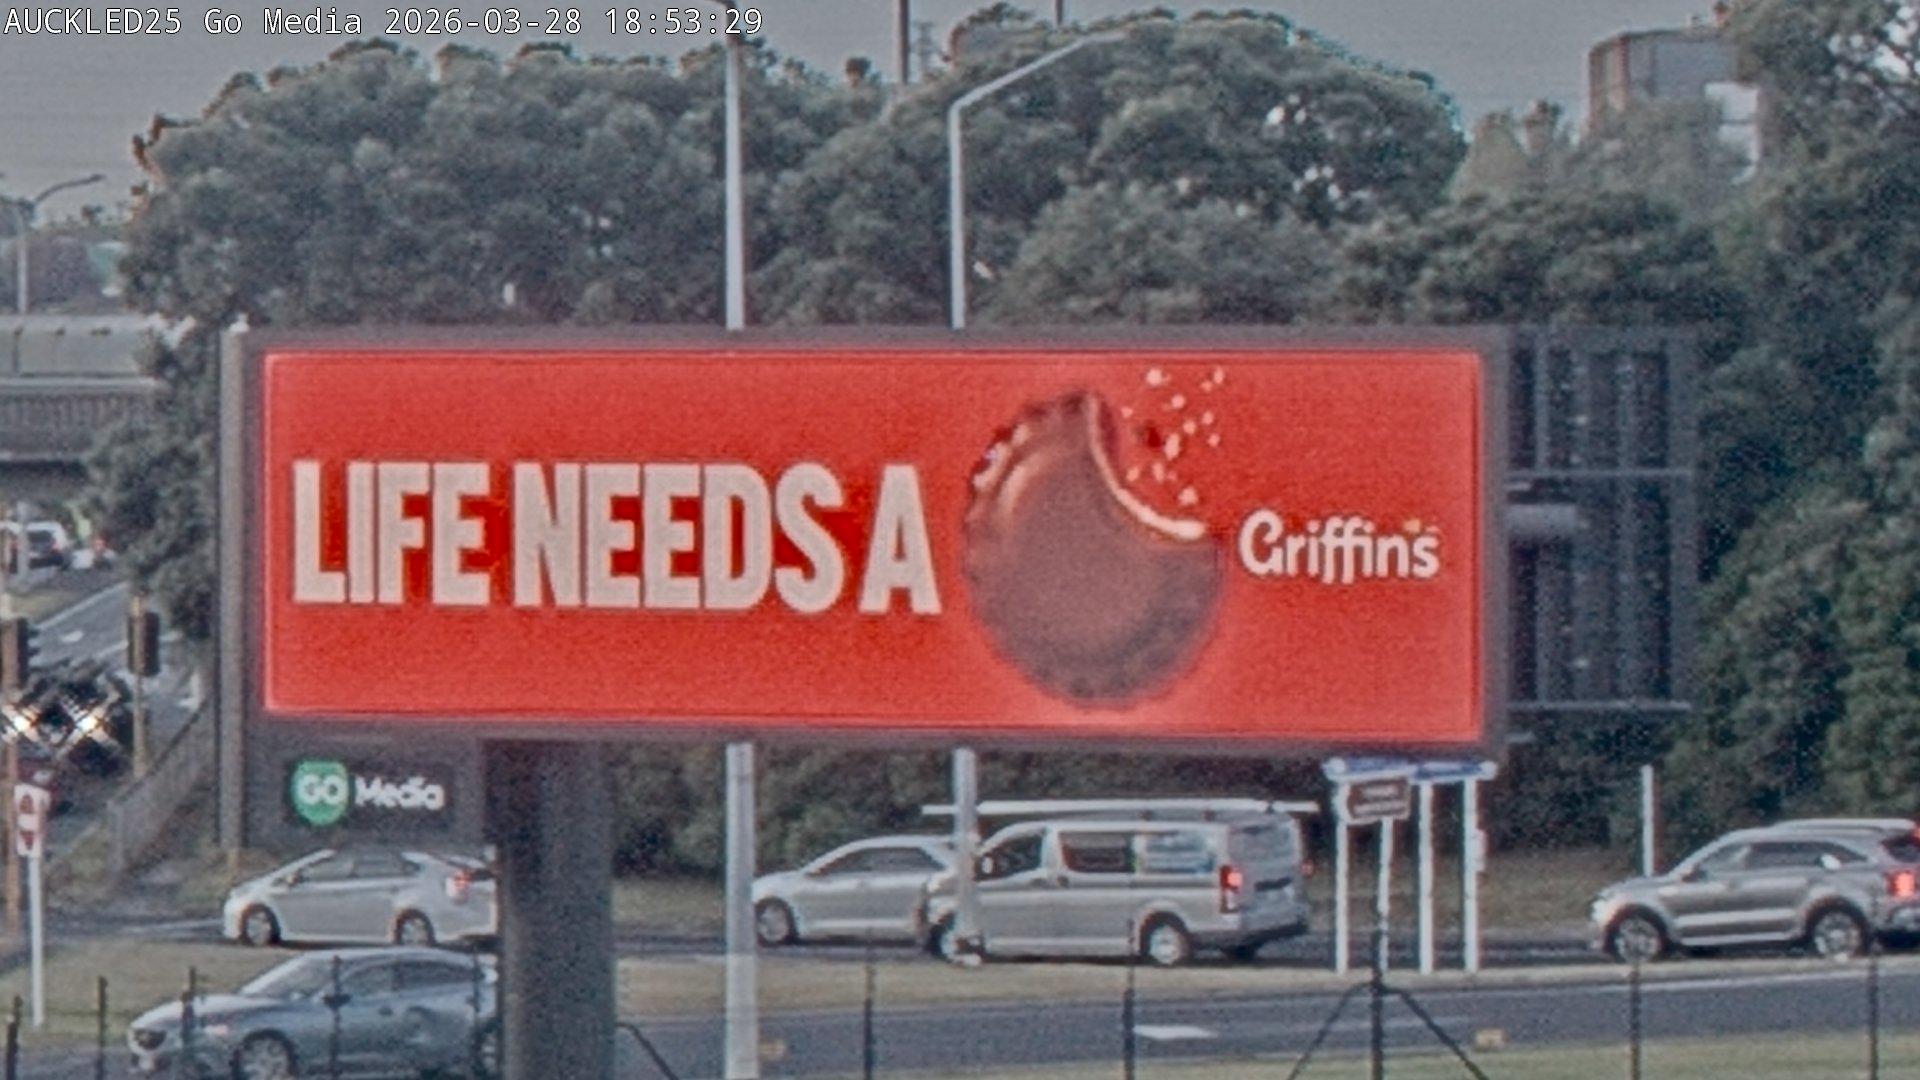 AUCKLED25 Go Media 2026-03-28 18:53:29
LIFE NEEDS A
Griffin's
GO Media